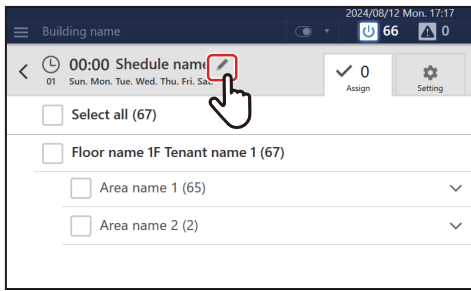 2024/08/12 Mon. 17:17
Building name
66
0
00:00 Shedule name
01 Sun. Mon. Tue. Wed. Thu. Fri.
0
Assign
Setting
Select all (67)
Floor name 1F Tenant name 1 (67)
Area name 1 (65)
Area name 2 (2)